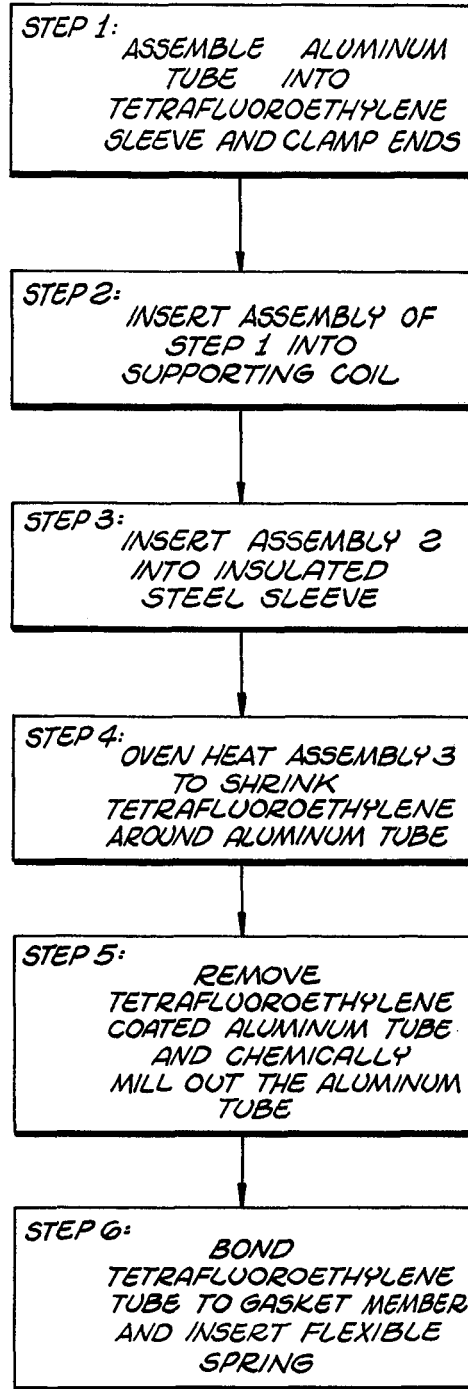 STEP 1:
ASSEMBLE ALUMINUM
TUBE INTO
TETRAFLUOROETHYLENE
SLEEVE AND CLAMP ENDS
STEP 2:
INSERT ASSEMBLY OF
STEP 1 INTO
SUPPORTING COIL
STEP 3:
INSERT ASSEMBLY 2
INTO INSULATED
STEEL SLEEVE
STEP 4:
OVEN HEAT ASSEMBLY 3
TO SHRINK
TETRAFLUOROETHYLENE
AROUND ALUMINUM TUBE
STEP 5:
REMOVE
TETRAFLUOROETHYLENE
COATED ALUMINUM TUBE
AND CHEMICALLY
MILL OUT THE ALUMINUM
TUBE
STEP 6:
BOND
TETRAFLUOROETHYLENE
TUBE TO GASKET MEMBER
AND INSERT FLEXIBLE
SPRING